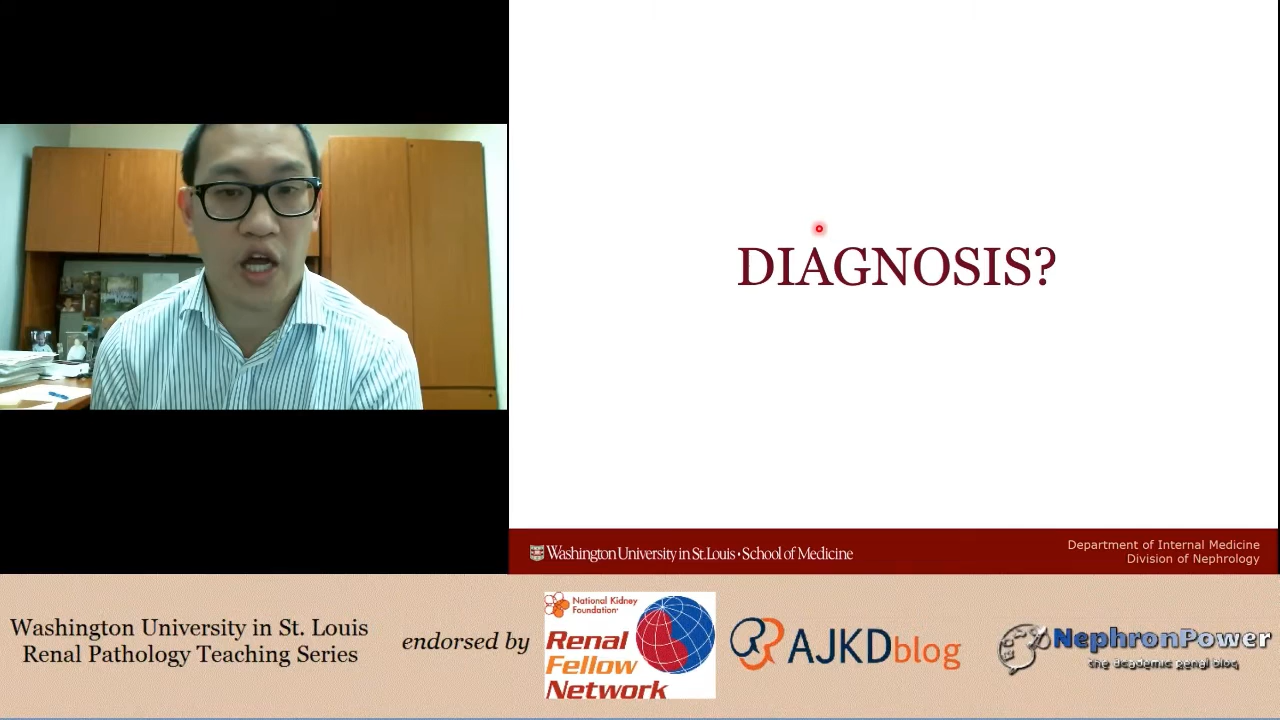 DIAGNOSIS?
Washington University in St. Louis • School of Medicine
Department of Internal Medicine
Division of Nephrology
Washington University in St. Louis
Renal Pathology Teaching Series
endorsed by
National Kidney
Foundation
Renal
Fellow
Network
AJKDblog
NephronPower
the academic renal blog